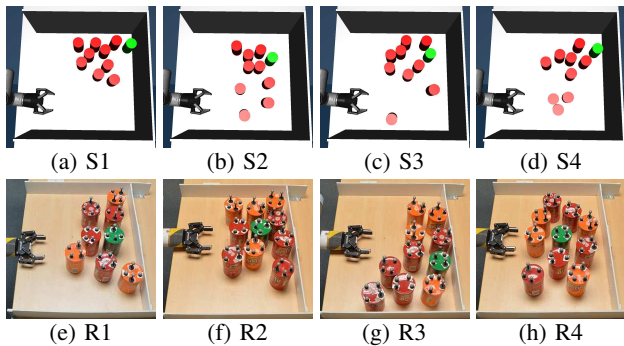 (a) S1 (b) S2 (c) S3 (d) S4
(e) R1 (f) R2 (g) R3 (h) R4